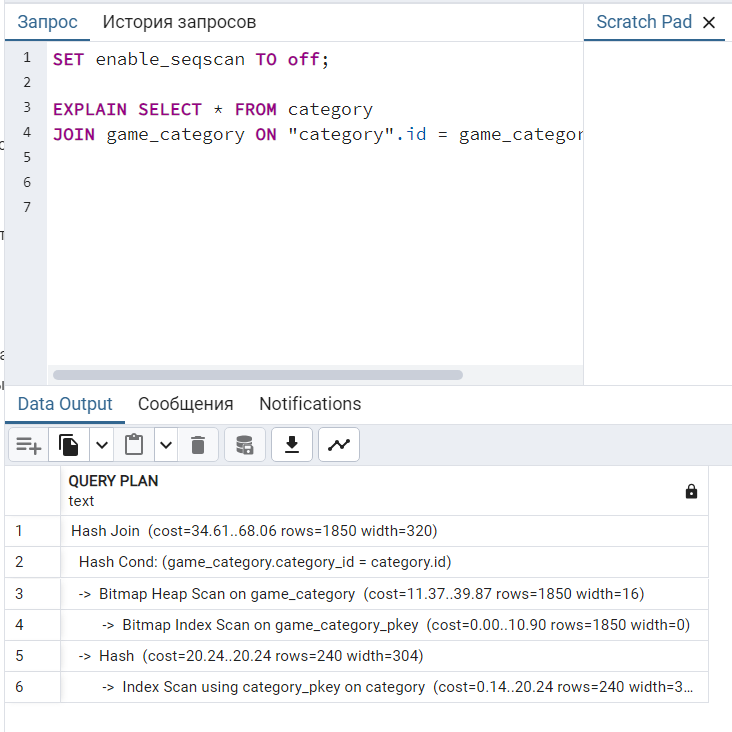 Запрос История запросов Scratch Pad
1 SET enable_seqscan TO off;
2
3 EXPLAIN SELECT * FROM category
4 JOIN game_category ON "category".id = game_categor
5
6
7
Data Output Сообщения Notifications
QUERY PLAN
text
1 Hash Join (cost=34.61..68.06 rows=1850 width=320)
2 Hash Cond: (game_category.category_id = category.id)
3 -> Bitmap Heap Scan on game_category (cost=11.37..39.87 rows=1850 width=16)
4 -> Bitmap Index Scan on game_category_pkey (cost=0.00..10.90 rows=1850 width=0)
5 -> Hash (cost=20.24..20.24 rows=240 width=304)
6 -> Index Scan using category_pkey on category (cost=0.14..20.24 rows=240 width=3...